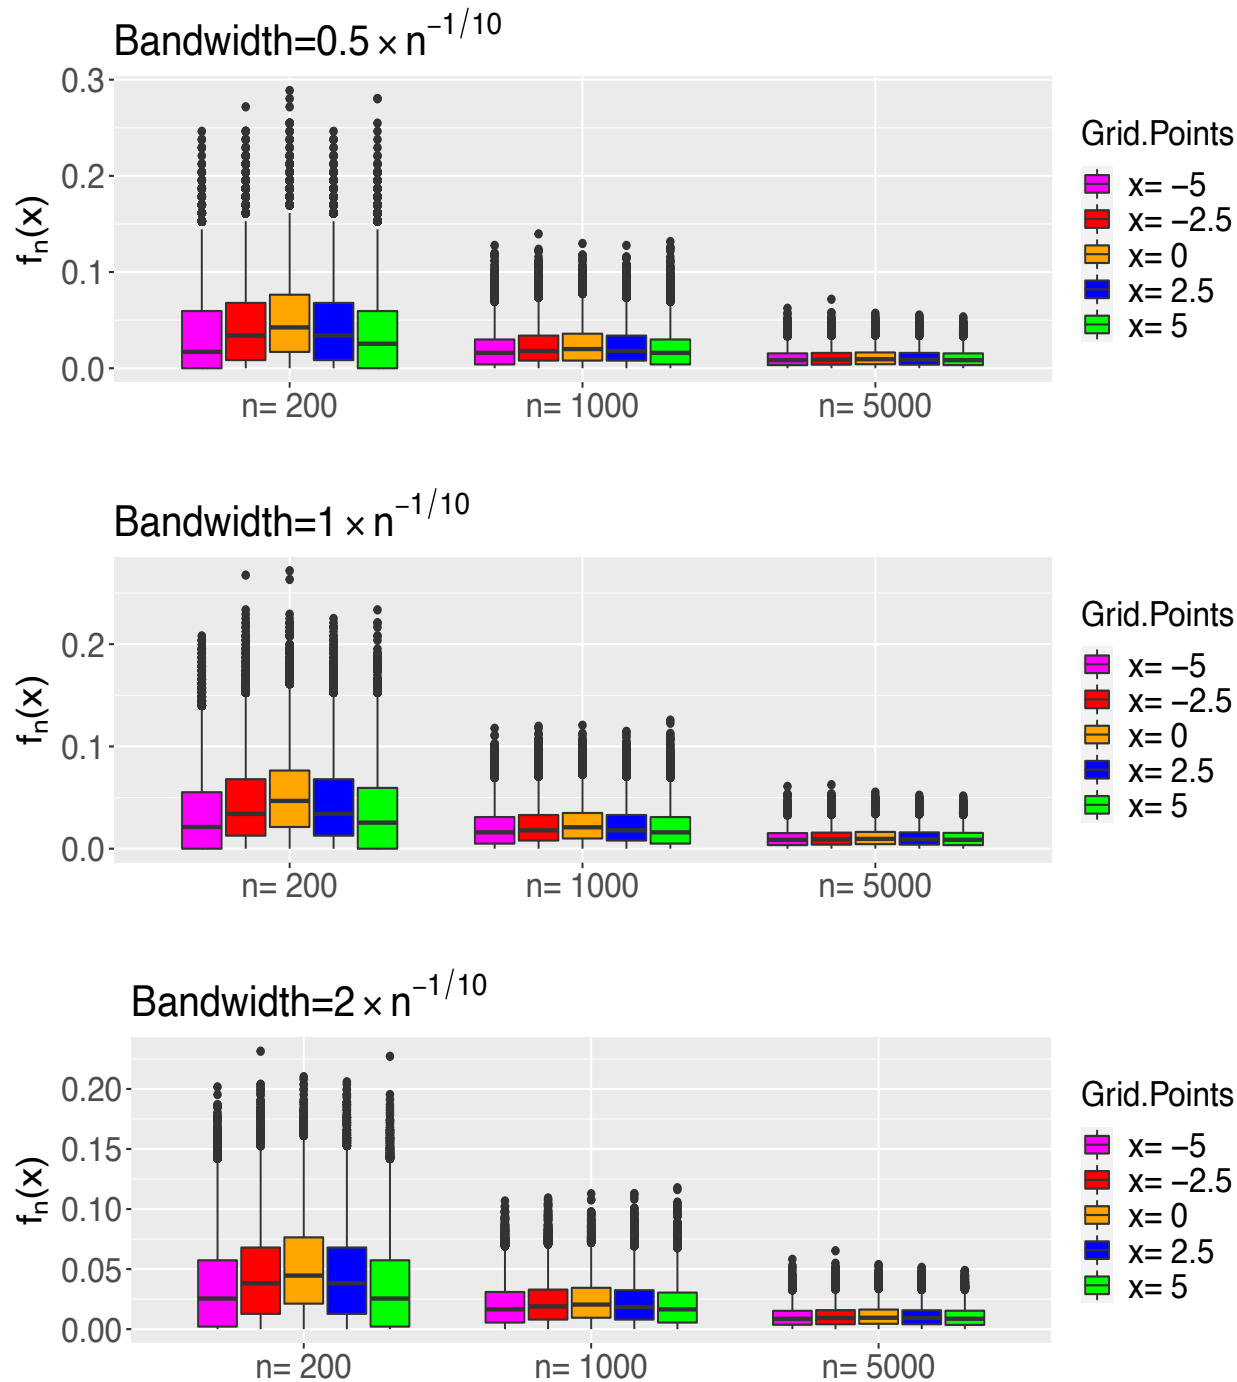 Bandwidth=0.5 × n^−1/10
0.3
0.2
0.1
0.0
fn(x)
n= 200
n= 1000
n= 5000
Grid.Points
x= −5
x= −2.5
x= 0
x= 2.5
x= 5
Bandwidth=1 × n^−1/10
0.2
0.1
0.0
fn(x)
n= 200
n= 1000
n= 5000
Grid.Points
x= −5
x= −2.5
x= 0
x= 2.5
x= 5
Bandwidth=2 × n^−1/10
0.20
0.15
0.10
0.05
0.00
fn(x)
n= 200
n= 1000
n= 5000
Grid.Points
x= −5
x= −2.5
x= 0
x= 2.5
x= 5